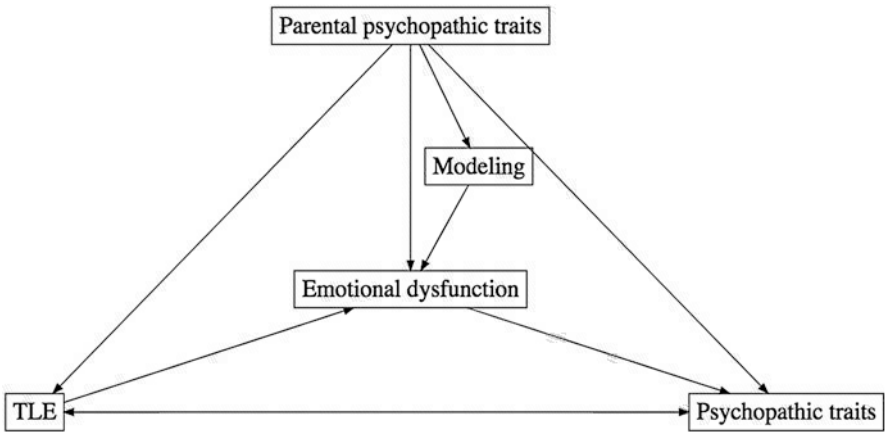 Parental psychopathic traits
Modeling
Emotional dysfunction
TLE
Psychopathic traits